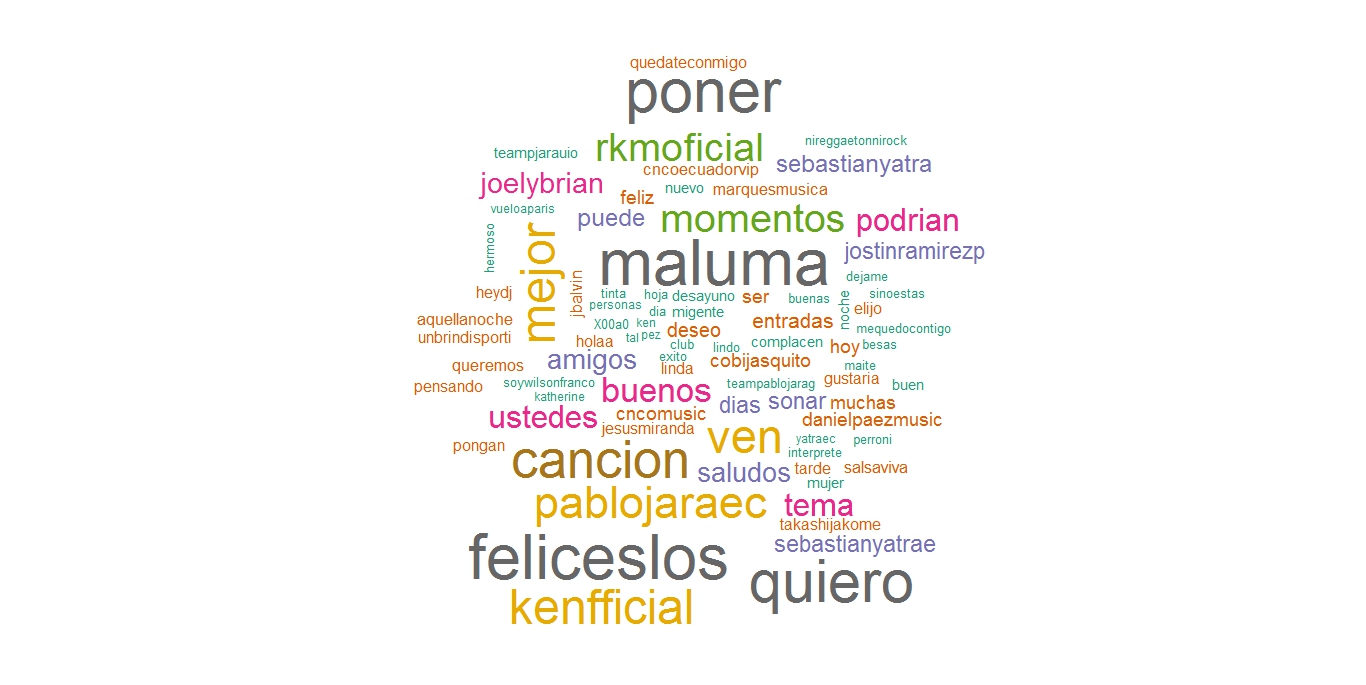 quedateconmigo
poner
nireggaetonnirock
rkmoficial
teampjarauio
sebastianyatra
cncoecuadorvip
joelybrian
nuevo
marquesmusica
feliz
vueloaparis
puede
momentos
podrian
hermoso
mejor
maluma
jostinramirezp
dejame
heydj
jbalvin
tinta
hoja
desayuno
ser
buenas
noche
sinoestas
personas
elijo
dia
migente
aquellanoche
X00a0
ken
entradas
mequedocontigo
unbrindisporti
holaa
tal
pez
deseo
club
lindo
complacen
hoy
besas
amigos
exito
linda
cobijasquito
queremos
maite
pensando
soywilsonfranco
katherine
buenos
teampablojarag
gustaria
buen
dias
sonar
muchas
ustedes
cncomusic
danielpaezmusic
jesusmiranda
pongan
ven
yatraec
perroni
interprete
cancion
saludos
tarde
salsaviva
mujer
pablojaraec
tema
takashijakome
sebastianyatrae
feliceslos
quiero
kenfficial